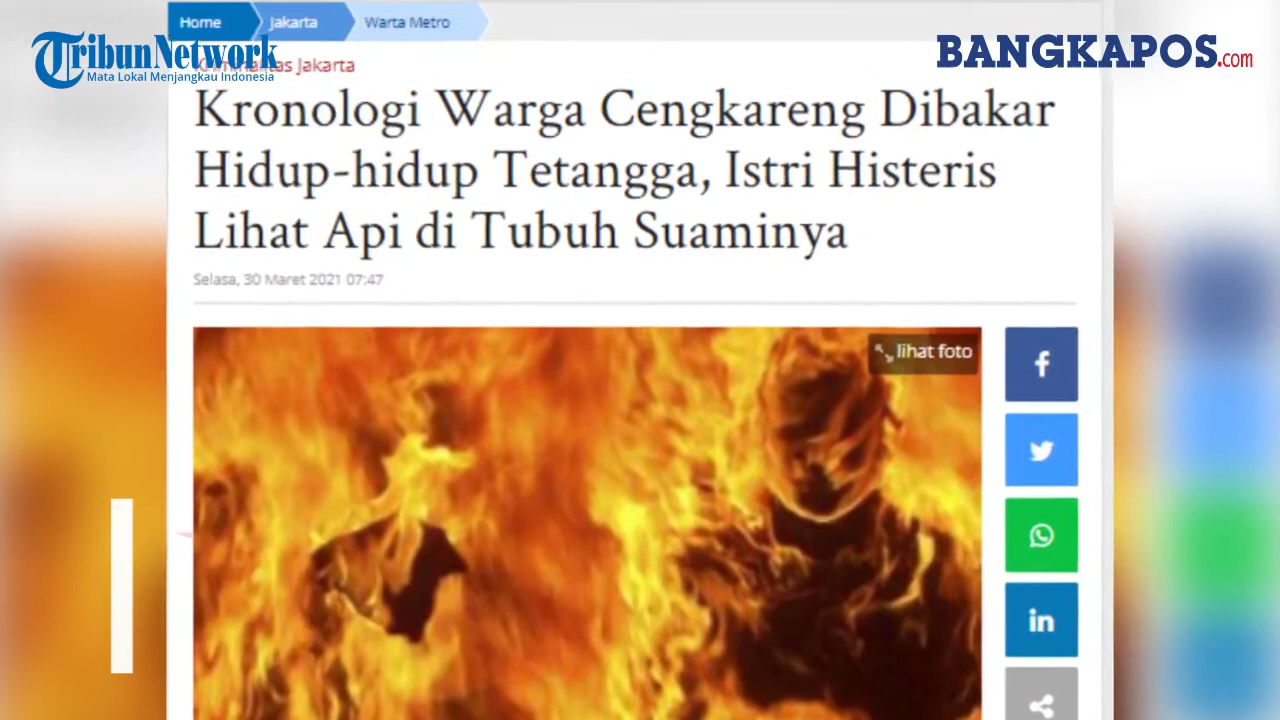 Home Jakarta Warta Metro
TribunNetwork
Mata Lokal Menjangkau Indonesia
BANGKAPOS.com
Kriminalitas Jakarta
Kronologi Warga Cengkareng Dibakar
Hidup-hidup Tetangga, Istri Histeris
Lihat Api di Tubuh Suaminya
Selasa, 30 Maret 2021 07:47
lihat foto